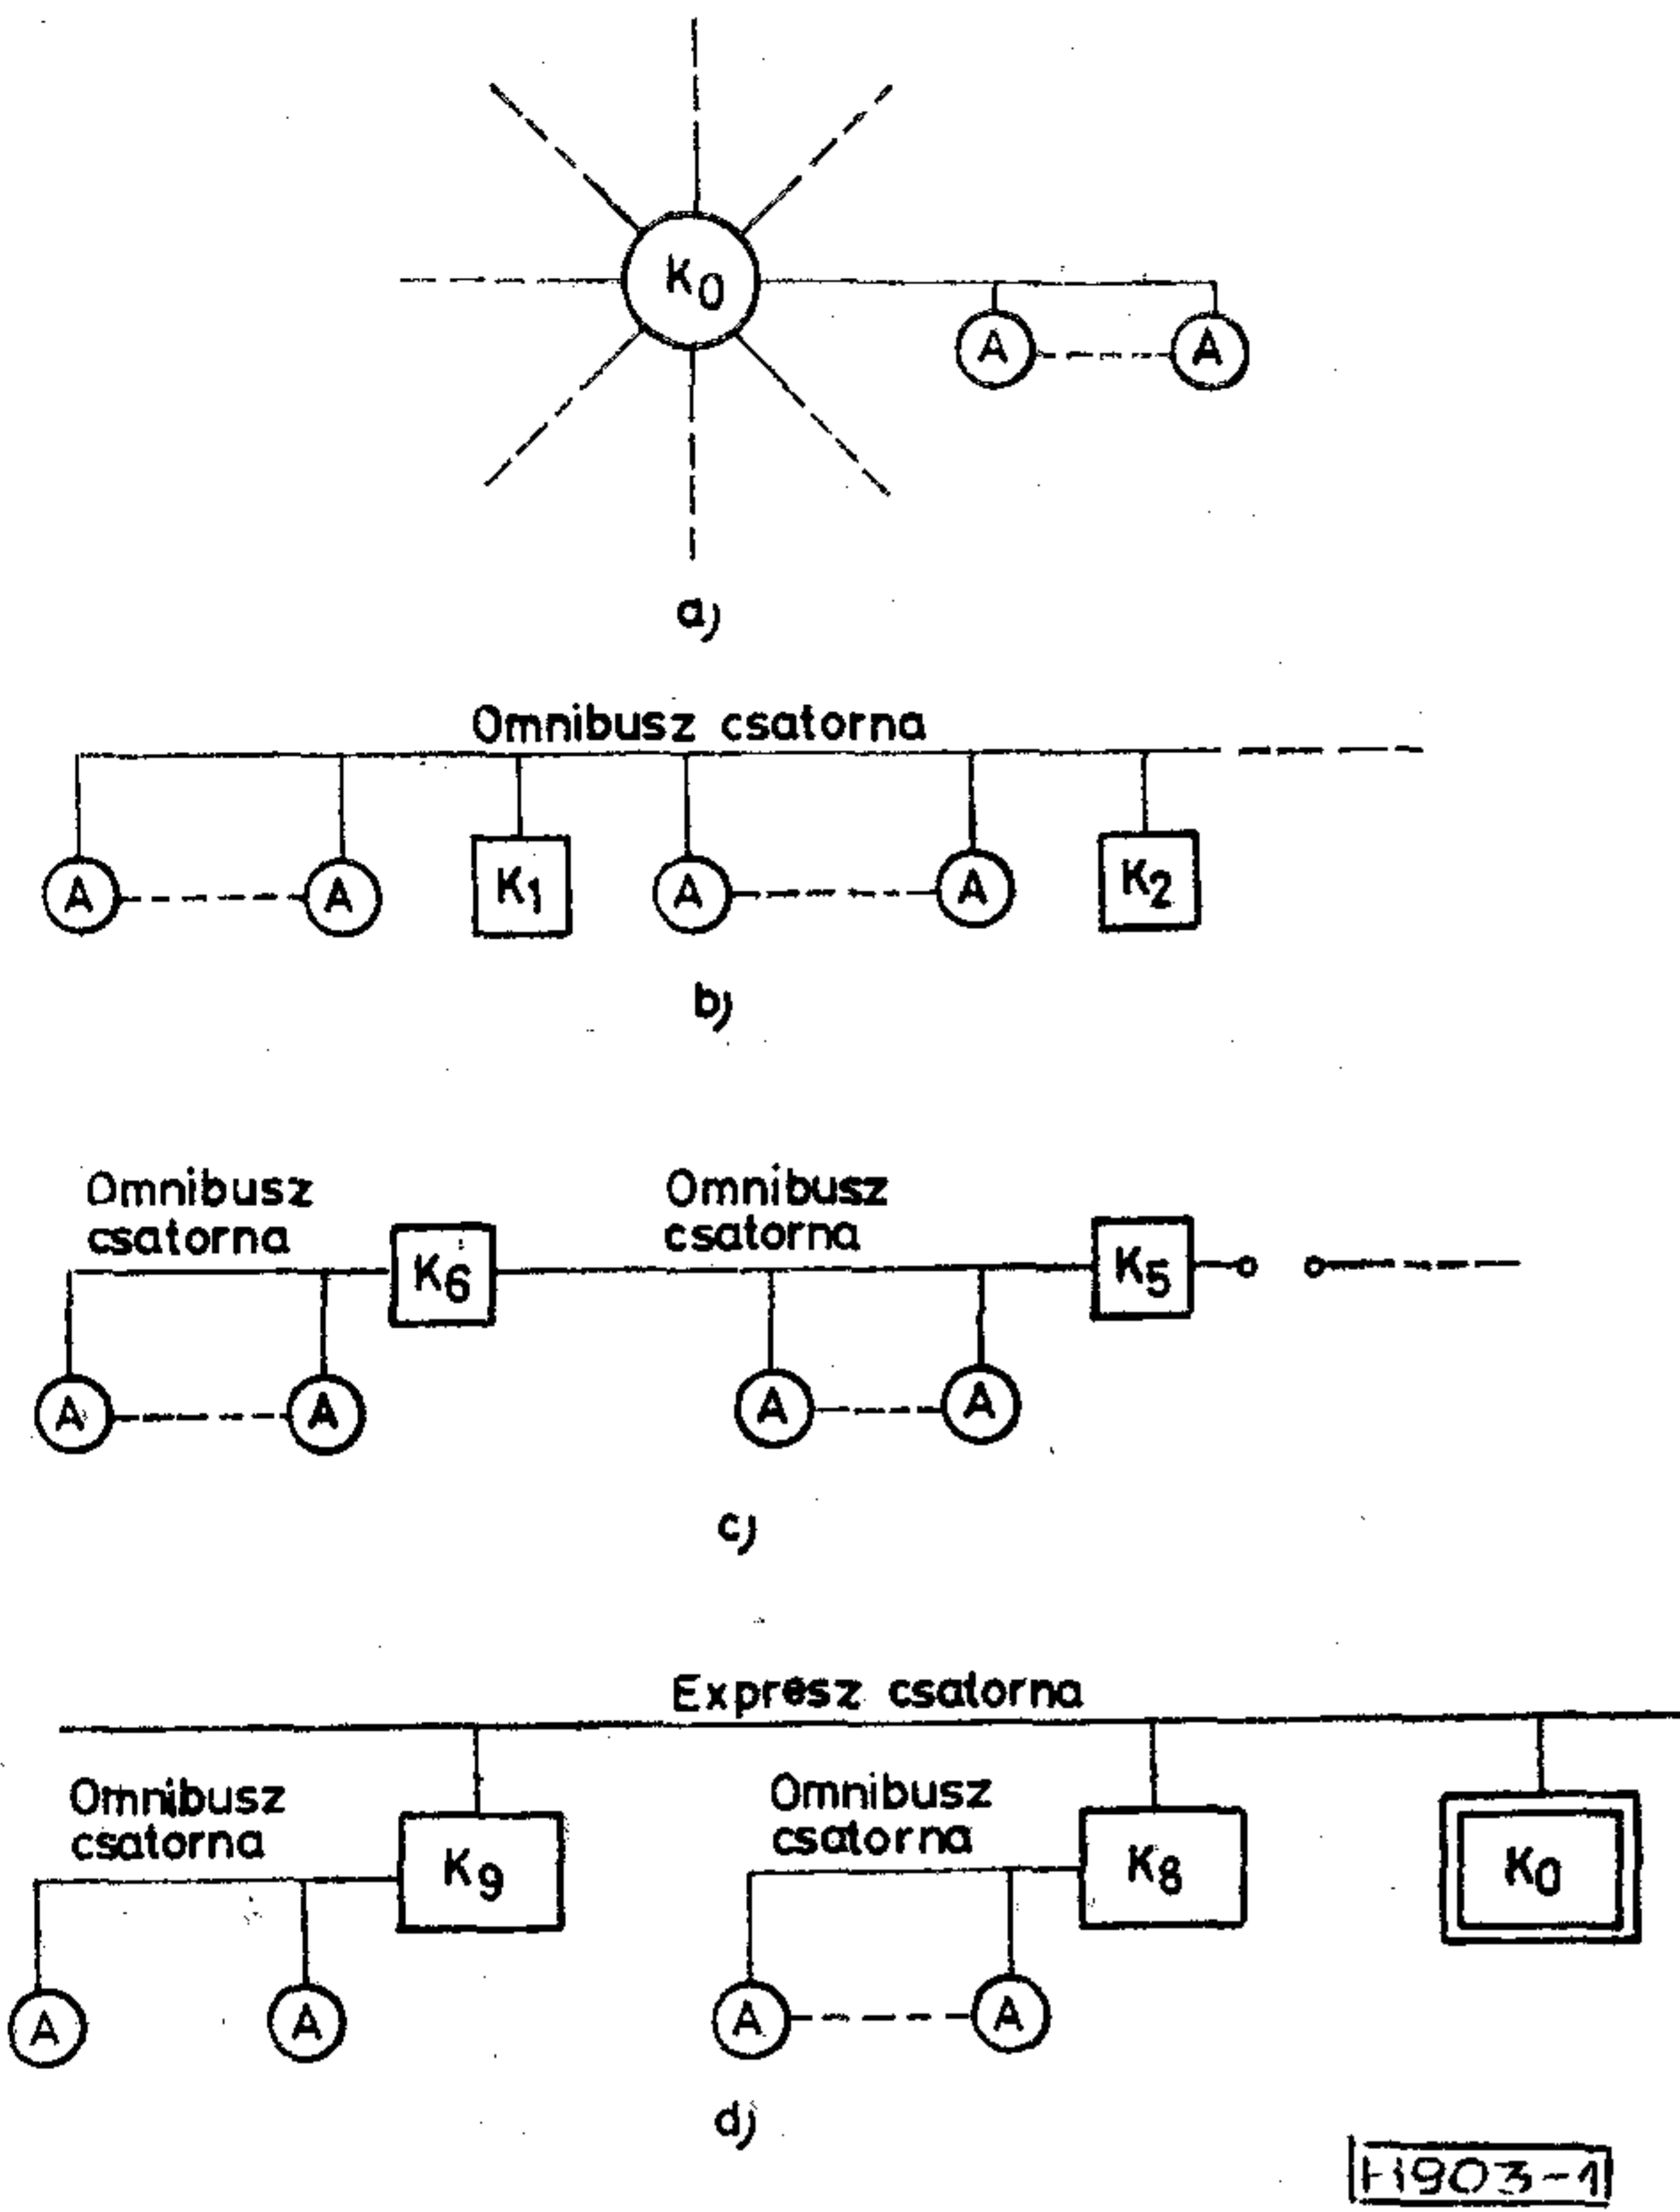 K0
A A
a)
Omnibusz csatorna
A A K1 A A K2
b)
Omnibusz
csatorna
Omnibusz
csatorna
K6 K5
A A A A
c)
Expresz csatorna
Omnibusz
csatorna
Omnibusz
csatorna
K9 K8 K0
A A A A
d)
H903-1